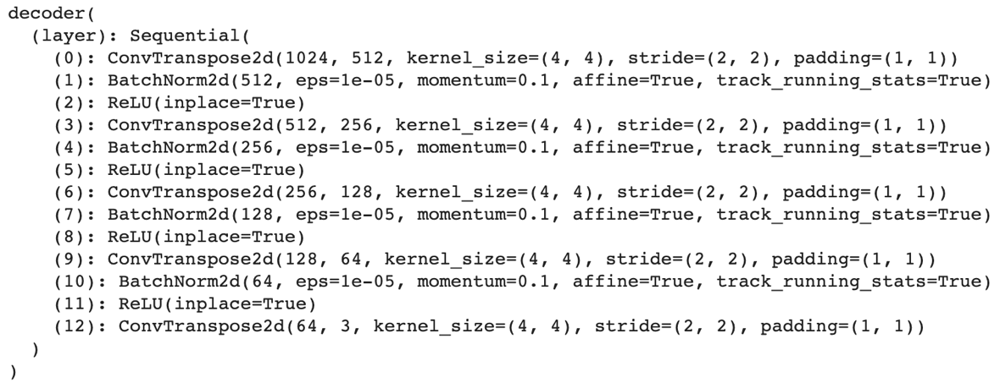 decoder(
  (layer): Sequential(
    (0): ConvTranspose2d(1024, 512, kernel_size=(4, 4), stride=(2, 2), padding=(1, 1))
    (1): BatchNorm2d(512, eps=1e-05, momentum=0.1, affine=True, track_running_stats=True)
    (2): ReLU(inplace=True)
    (3): ConvTranspose2d(512, 256, kernel_size=(4, 4), stride=(2, 2), padding=(1, 1))
    (4): BatchNorm2d(256, eps=1e-05, momentum=0.1, affine=True, track_running_stats=True)
    (5): ReLU(inplace=True)
    (6): ConvTranspose2d(256, 128, kernel_size=(4, 4), stride=(2, 2), padding=(1, 1))
    (7): BatchNorm2d(128, eps=1e-05, momentum=0.1, affine=True, track_running_stats=True)
    (8): ReLU(inplace=True)
    (9): ConvTranspose2d(128, 64, kernel_size=(4, 4), stride=(2, 2), padding=(1, 1))
    (10): BatchNorm2d(64, eps=1e-05, momentum=0.1, affine=True, track_running_stats=True)
    (11): ReLU(inplace=True)
    (12): ConvTranspose2d(64, 3, kernel_size=(4, 4), stride=(2, 2), padding=(1, 1))
  )
)